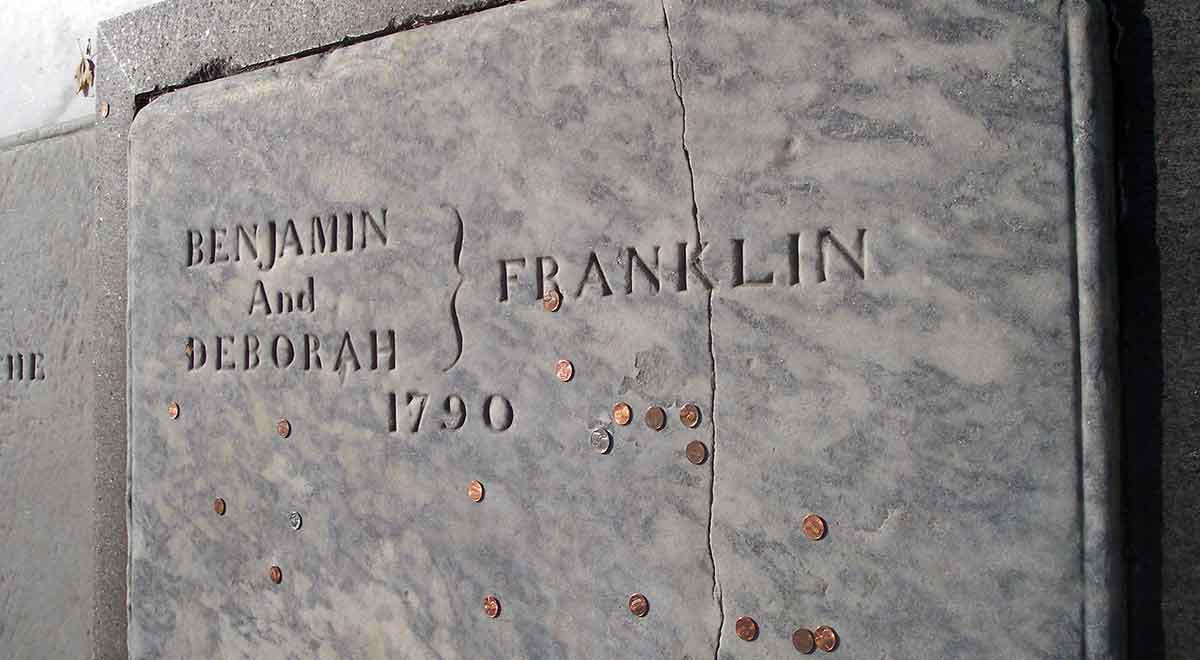 BENJAMIN
And
DEBORAH
FRANKLIN
1790